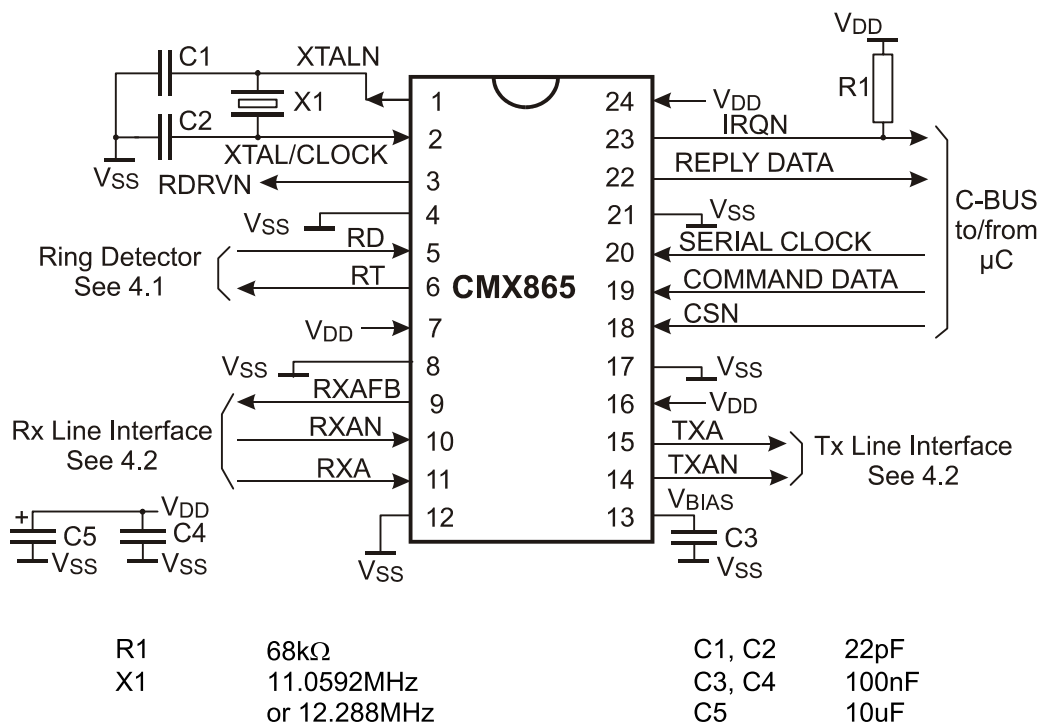 C1
XTALN
X1
C2
VSS
XTAL/CLOCK
RDRVN
VSS
Ring Detector
See 4.1
RD
RT
VDD
VSS
RXAFB
Rx Line Interface
See 4.2
RXAN
RXA
+
VDD
C5
C4
VSS
VSS
VSS
1
2
3
4
5
6
7
8
9
10
11
12
CMX865
24
23
22
21
20
19
18
17
16
15
14
13
VDD
R1
VDD
IRQN
REPLY DATA
VSS
SERIAL CLOCK
COMMAND DATA
CSN
C-BUS
to/from
µC
VSS
VDD
TXA
TXAN
Tx Line Interface
See 4.2
VBIAS
C3
VSS
R1 68kΩ C1, C2 22pF
X1 11.0592MHz C3, C4 100nF
or 12.288MHz C5 10uF